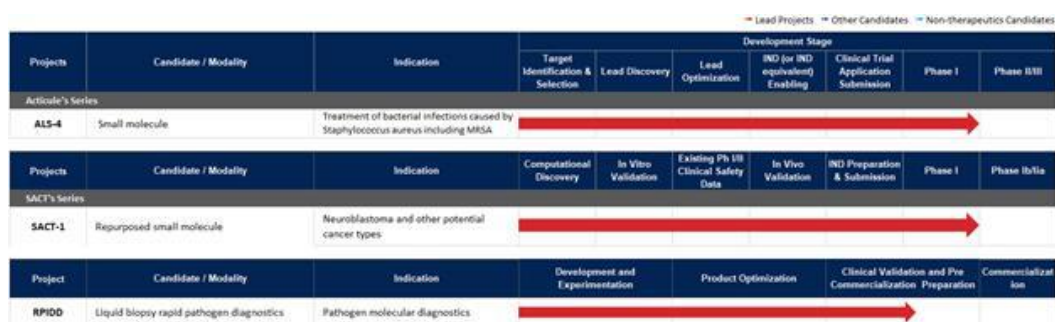 Lead Projects Other Candidates Non-therapeutics Candidates
Development Stage
Projects Candidate / Modality Indication Target Identification & Selection Lead Discovery Lead Optimization IND (or IND equivalent) Enabling Clinical Trial Application Submission Phase I Phase II/III
Acticule's Series
ALS-4 Small molecule Treatment of bacterial infections caused by
Staphylococcus aureus including MRSA
Projects Candidate / Modality Indication Computational Discovery In Vitro Validation Existing Ph I/II Clinical Safety Data In Vivo Validation IND Preparation & Submission Phase I Phase Ib/IIa
SACT's Series
SACT-1 Repurposed small molecule Neuroblastoma and other potential
cancer types
Project Candidate / Modality Indication Development and Experimentation Product Optimization Clinical Validation and Pre Commercialization Preparation Commercializat ion
RPIDD Liquid biopsy rapid pathogen diagnostics Pathogen molecular diagnostics